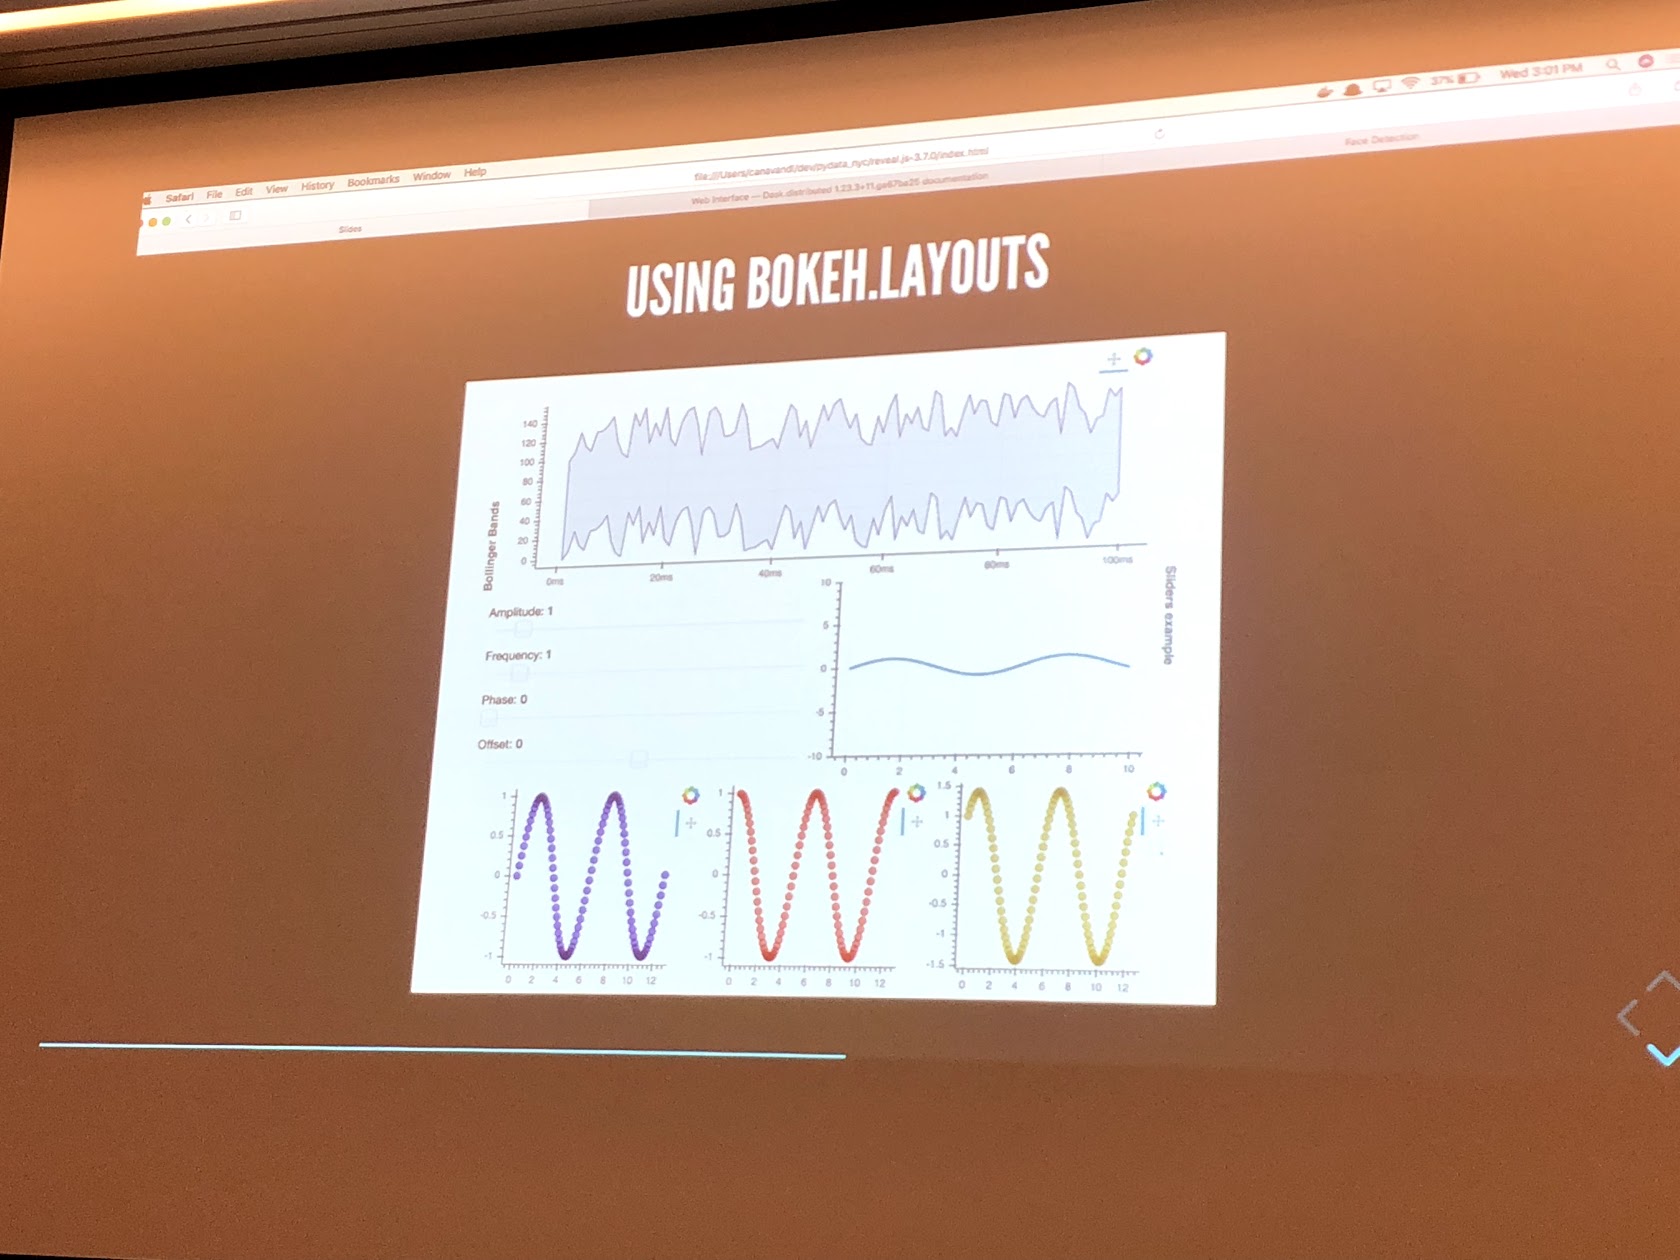 Safari File Edit View History Bookmarks Window Help
37% Wed 3:01 PM
file:///Users/canavandl/dev/pydata_nyc/reveal.js-3.7.0/index.html
Slides
Web Interface — Dask.distributed 1.23.3+11.ge67ba25 documentation
Face Detection
USING BOKEH.LAYOUTS
Bollinger Bands
140
120
100
80
60
40
20
0
0ms 20ms 40ms 60ms 80ms 100ms
Amplitude: 1
Frequency: 1
Phase: 0
Offset: 0
10
5
0
-5
-10
0 2 4 6 8 10
Sliders example
1
0.5
0
-0.5
-1
0 2 4 6 8 10 12
1
0.5
0
-0.5
-1
0 2 4 6 8 10 12
1.5
1
0.5
0
-0.5
-1
-1.5
0 2 4 6 8 10 12